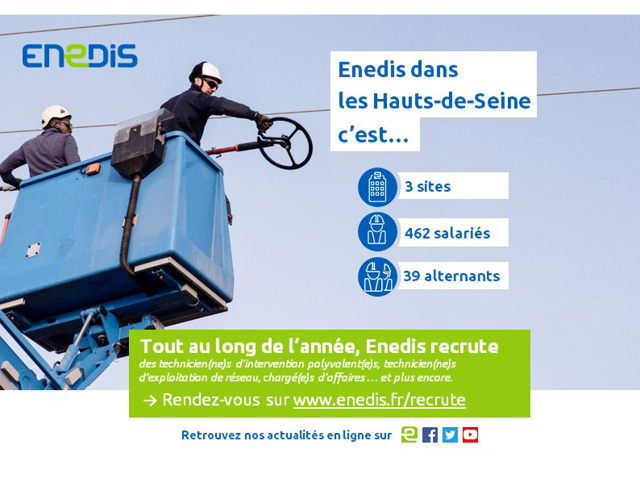 Enedis
Enedis dans
les Hauts-de-Seine
c'est...
3 sites
462 salariés
39 alternants
Tout au long de l'année, Enedis recrute
des technicien(ne)s d'intervention polyvalent(e)s, technicien(ne)s
d'exploitation de réseau, chargé(e)s d'affaires ... et plus encore.
→ Rendez-vous sur www.enedis.fr/recrute
Retrouvez nos actualités en ligne sur